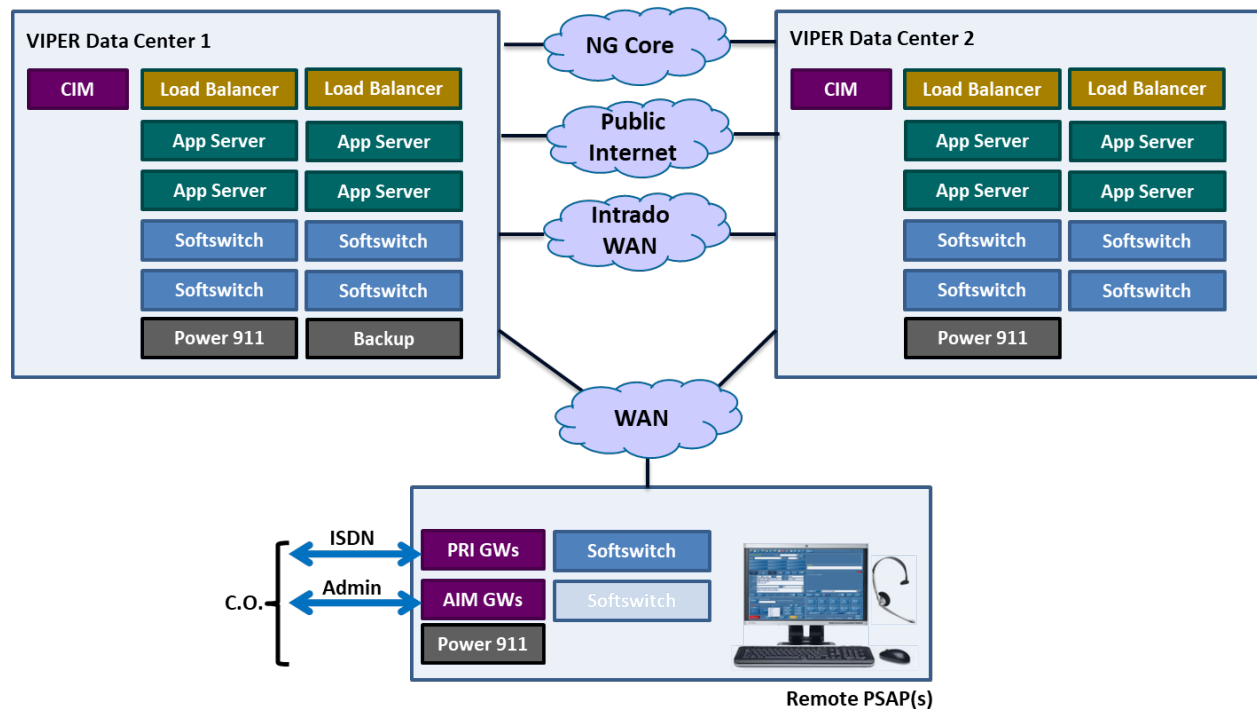 VIPER Data Center 1
CIM
Load Balancer
Load Balancer
App Server
App Server
App Server
App Server
Softswitch
Softswitch
Softswitch
Softswitch
Power 911
Backup
NG Core
Public
Internet
Intrado
WAN
VIPER Data Center 2
CIM
Load Balancer
Load Balancer
App Server
App Server
App Server
App Server
Softswitch
Softswitch
Softswitch
Softswitch
Power 911
WAN
C.O.
ISDN
Admin
PRI GWs
Softswitch
AIM GWs
Softswitch
Power 911
Remote PSAP(s)